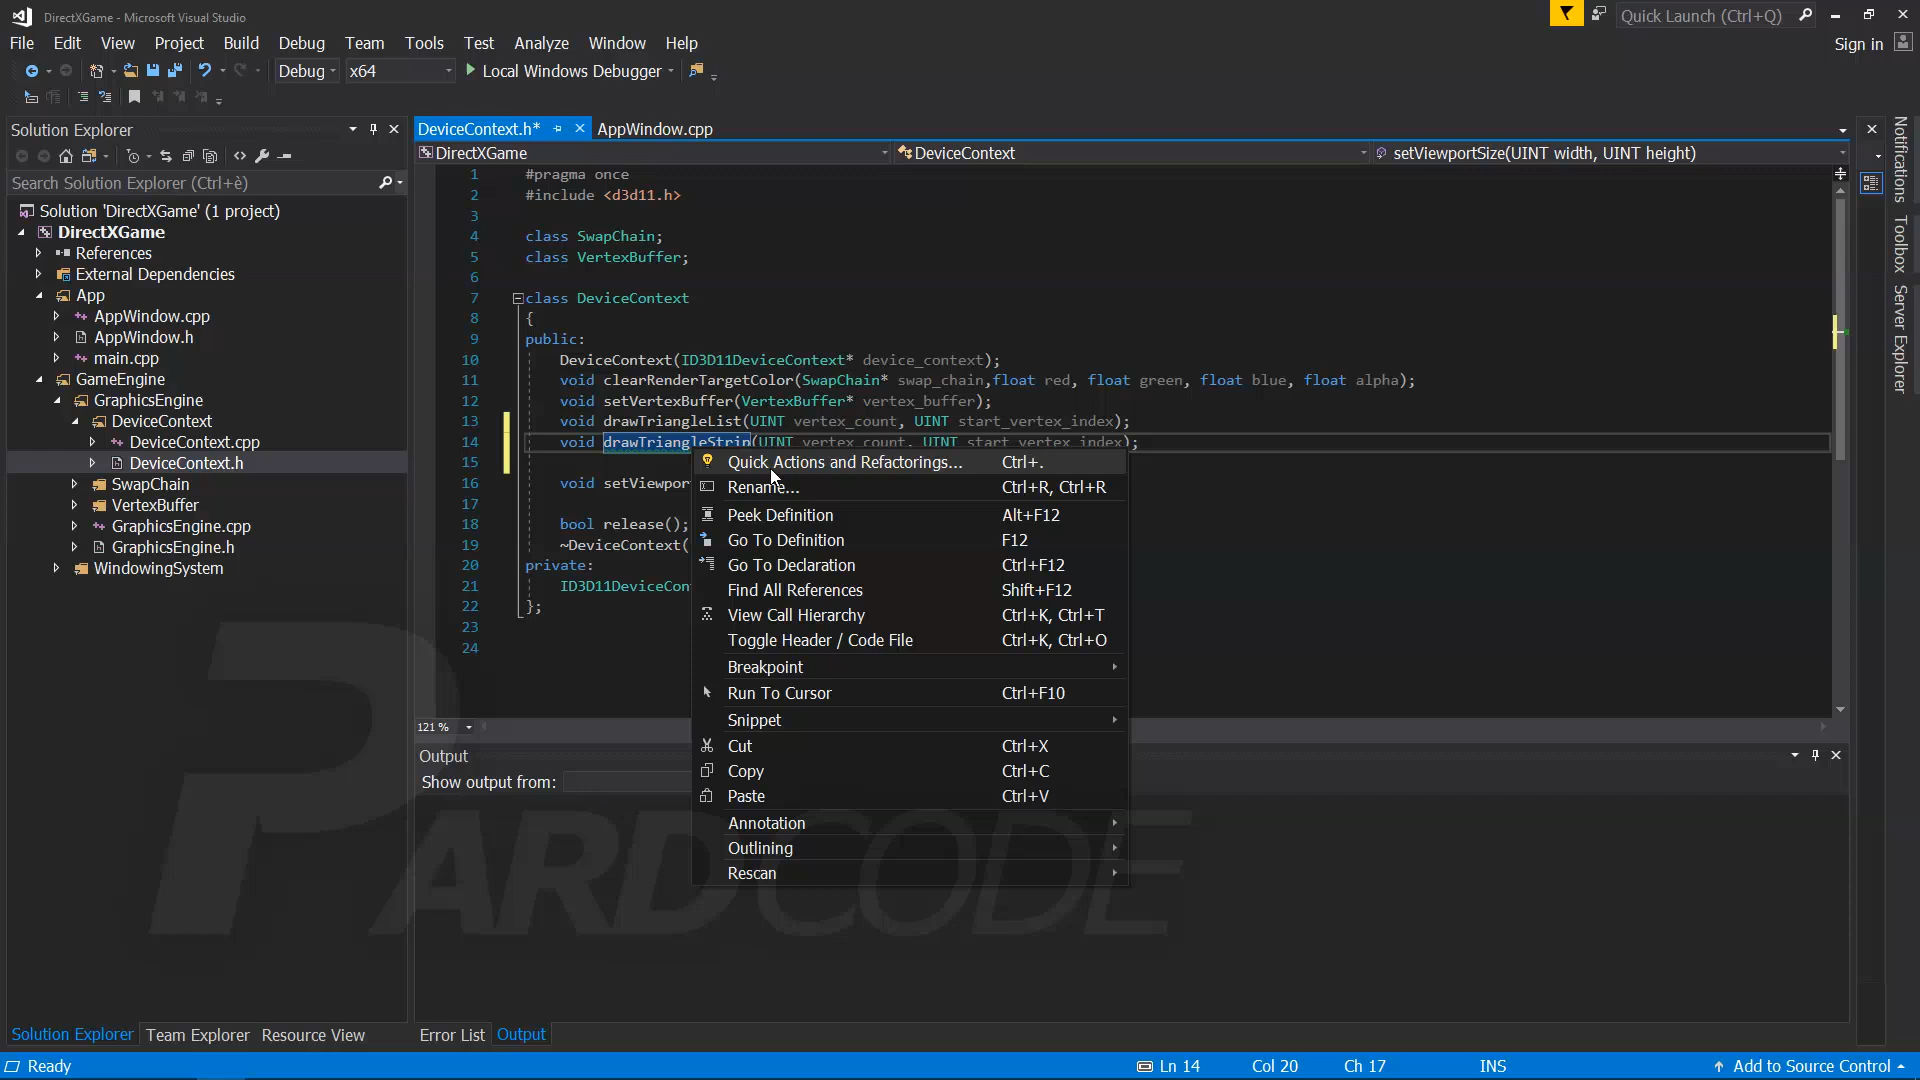 DirectXGame - Microsoft Visual Studio
Quick Launch (Ctrl+Q)
File Edit View Project Build Debug Team Tools Test Analyze Window Help
Sign in
Debug x64 Local Windows Debugger
Solution Explorer
Search Solution Explorer (Ctrl+è)
Solution 'DirectXGame' (1 project)
DirectXGame
References
External Dependencies
App
AppWindow.cpp
AppWindow.h
main.cpp
GameEngine
GraphicsEngine
DeviceContext
DeviceContext.cpp
DeviceContext.h
SwapChain
VertexBuffer
GraphicsEngine.cpp
GraphicsEngine.h
WindowingSystem
Solution Explorer Team Explorer Resource View
DeviceContext.h* AppWindow.cpp
DirectXGame DeviceContext setViewportSize(UINT width, UINT height)
1 #pragma once
2 #include <d3d11.h>
3
4 class SwapChain;
5 class VertexBuffer;
6
7 class DeviceContext
8 {
9 public:
10 DeviceContext(ID3D11DeviceContext* device_context);
11 void clearRenderTargetColor(SwapChain* swap_chain,float red, float green, float blue, float alpha);
12 void setVertexBuffer(VertexBuffer* vertex_buffer);
13 void drawTriangleList(UINT vertex_count, UINT start_vertex_index);
14 void drawTriangleStrip(UINT vertex_count, UINT start_vertex_index);
15
16 void setViewpor
17
18 bool release();
19 ~DeviceContext(
20 private:
21 ID3D11DeviceCon
22 };
23
24
Quick Actions and Refactorings... Ctrl+.
Rename... Ctrl+R, Ctrl+R
Peek Definition Alt+F12
Go To Definition F12
Go To Declaration Ctrl+F12
Find All References Shift+F12
View Call Hierarchy Ctrl+K, Ctrl+T
Toggle Header / Code File Ctrl+K, Ctrl+O
Breakpoint
Run To Cursor Ctrl+F10
Snippet
Cut Ctrl+X
Copy Ctrl+C
Paste Ctrl+V
Annotation
Outlining
Rescan
121 %
Output
Show output from:
PARDCODE
Error List Output
Notifications
Toolbox
Server Explorer
Ready Ln 14 Col 20 Ch 17 INS Add to Source Control